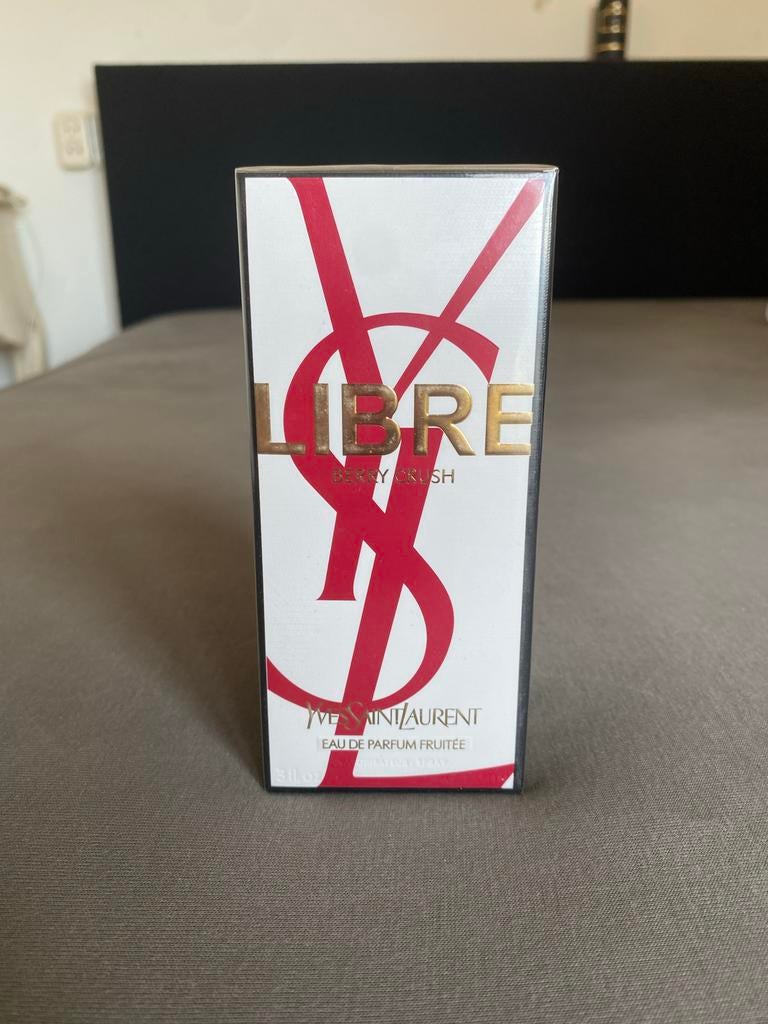 LIBRE
BERRY CRUSH
YVESSAINTLAURENT
EAU DE PARFUM FRUITÉE